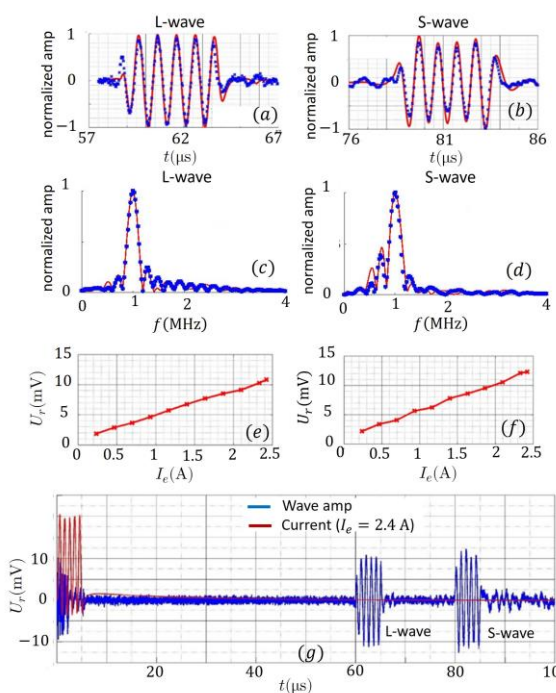 L-wave
S-wave
normalized amp
1
0
−1
(a)
57
62
67
t(μs)
normalized amp
1
0
−1
(b)
76
81
86
t(μs)
L-wave
S-wave
normalized amp
1
0
(c)
0
1
2
4
f(MHz)
normalized amp
1
0
(d)
0
1
2
4
f(MHz)
U_r(mV)
15
10
5
0
(e)
0.5
1
1.5
2
2.5
I_e(A)
U_r(mV)
15
10
5
0
(f)
0
0.5
1
1.5
2
2.5
I_e(A)
Wave amp
Current (I_e = 2.4 A)
U_r(mV)
10
0
−10
L-wave
S-wave
(g)
20
40
60
80
100
t(μs)